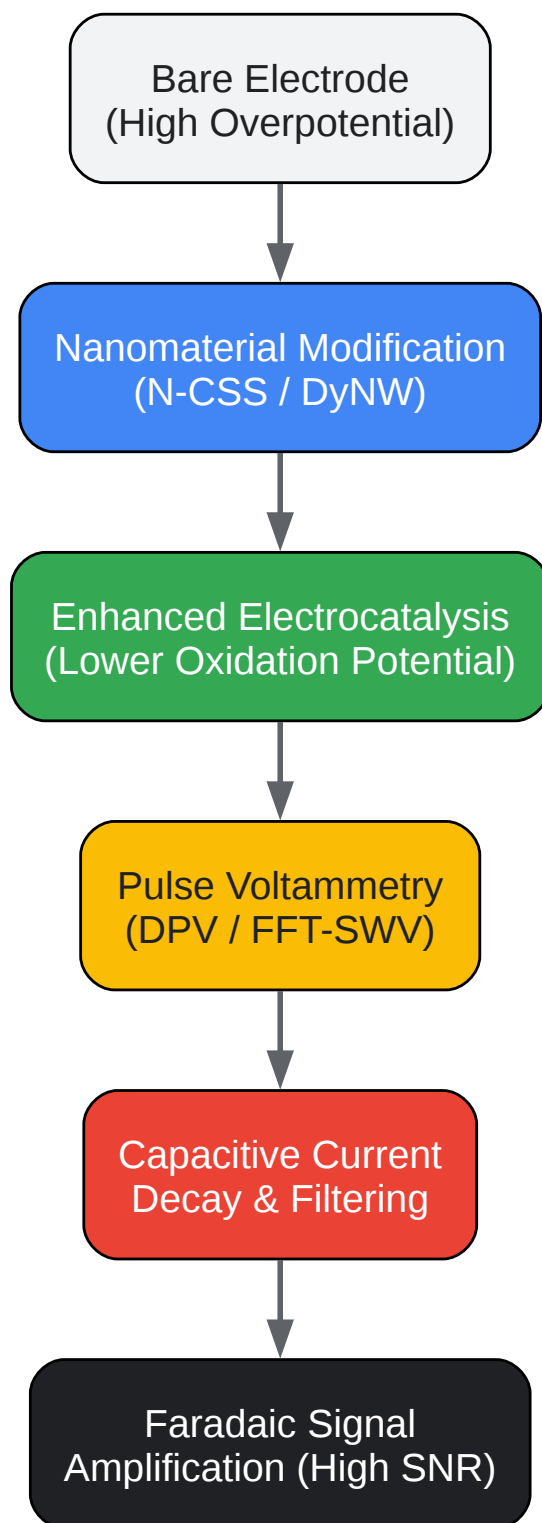 Bare Electrode
(High Overpotential)
Nanomaterial Modification
(N-CSS / DyNW)
Enhanced Electrocatalysis
(Lower Oxidation Potential)
Pulse Voltammetry
(DPV / FFT-SWV)
Capacitive Current
Decay & Filtering
Faradaic Signal
Amplification (High SNR)